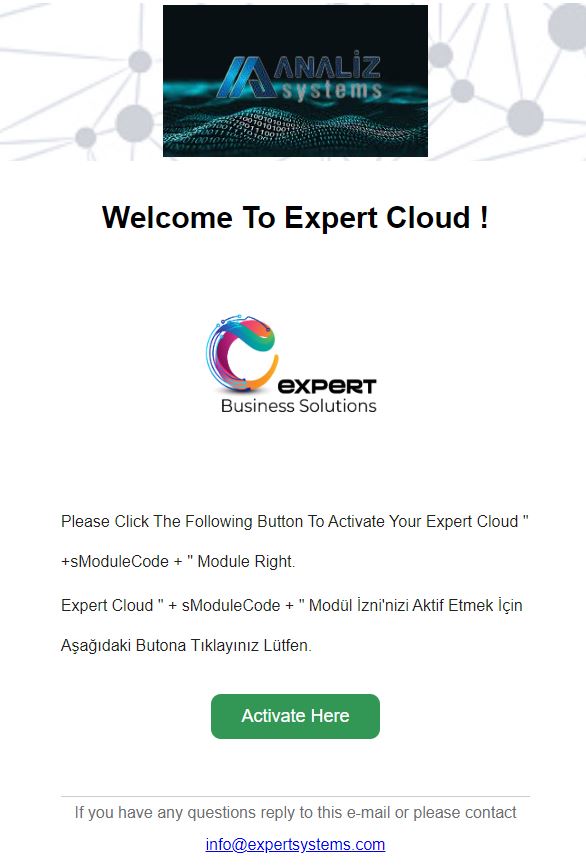 ANALİZ
systems
Welcome To Expert Cloud !
expert
Business Solutions
Please Click The Following Button To Activate Your Expert Cloud "
+sModuleCode + " Module Right.
Expert Cloud " + sModuleCode + " Modül İzni'nizi Aktif Etmek İçin
Aşağıdaki Butona Tıklayınız Lütfen.
Activate Here
If you have any questions reply to this e-mail or please contact
info@expertsystems.com